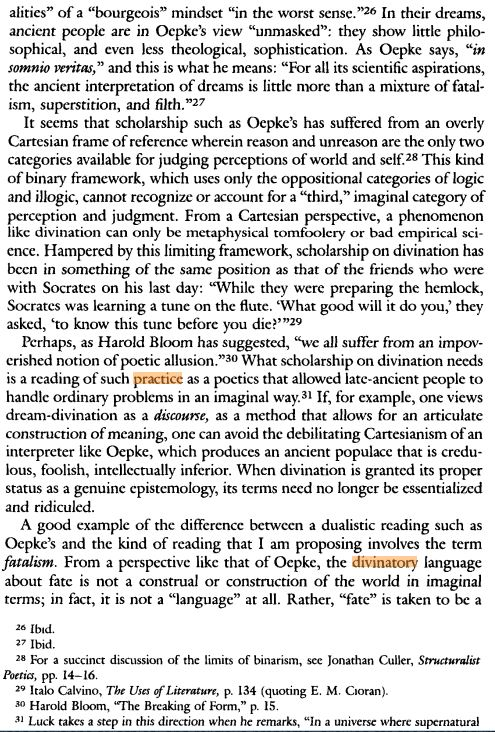 alities" of a "bourgeois" mindset "in the worst sense."26 In their dreams,
ancient people are in Oepke's view "unmasked": they show little philo-
sophical, and even less theological, sophistication. As Oepke says, "in
somnio veritas," and this is what he means: "For all its scientific aspirations,
the ancient interpretation of dreams is little more than a mixture of fatal-
ism, superstition, and filth."27
It seems that scholarship such as Oepke's has suffered from an overly
Cartesian frame of reference wherein reason and unreason are the only two
categories available for judging perceptions of world and self.28 This kind
of binary framework, which uses only the oppositional categories of logic
and illogic, cannot recognize or account for a "third," imaginal category of
perception and judgment. From a Cartesian perspective, a phenomenon
like divination can only be metaphysical tomfoolery or bad empirical sci-
ence. Hampered by this limiting framework, scholarship on divination has
been in something of the same position as that of the friends who were
with Socrates on his last day: "While they were preparing the hemlock,
Socrates was learning a tune on the flute. 'What good will it do you,' they
asked, 'to know this tune before you die?'"29
Perhaps, as Harold Bloom has suggested, "we all suffer from an impov-
erished notion of poetic allusion."30 What scholarship on divination needs
is a reading of such practice as a poetics that allowed late-ancient people to
handle ordinary problems in an imaginal way.31 If, for example, one views
dream-divination as a discourse, as a method that allows for an articulate
construction of meaning, one can avoid the debilitating Cartesianism of an
interpreter like Oepke, which produces an ancient populace that is credu-
lous, foolish, intellectually inferior. When divination is granted its proper
status as a genuine epistemology, its terms need no longer be essentialized
and ridiculed.
A good example of the difference between a dualistic reading such as
Oepke's and the kind of reading that I am proposing involves the term
fatalism. From a perspective like that of Oepke, the divinatory language
about fate is not a construal or construction of the world in imaginal
terms; in fact, it is not a "language" at all. Rather, "fate" is taken to be a
26 Ibid.
27 Ibid.
28 For a succinct discussion of the limits of binarism, see Jonathan Culler, Structuralist
Poetics, pp. 14–16.
29 Italo Calvino, The Uses of Literature, p. 134 (quoting E. M. Cioran).
30 Harold Bloom, "The Breaking of Form," p. 15.
31 Luck takes a step in this direction when he remarks, "In a universe where supernatural